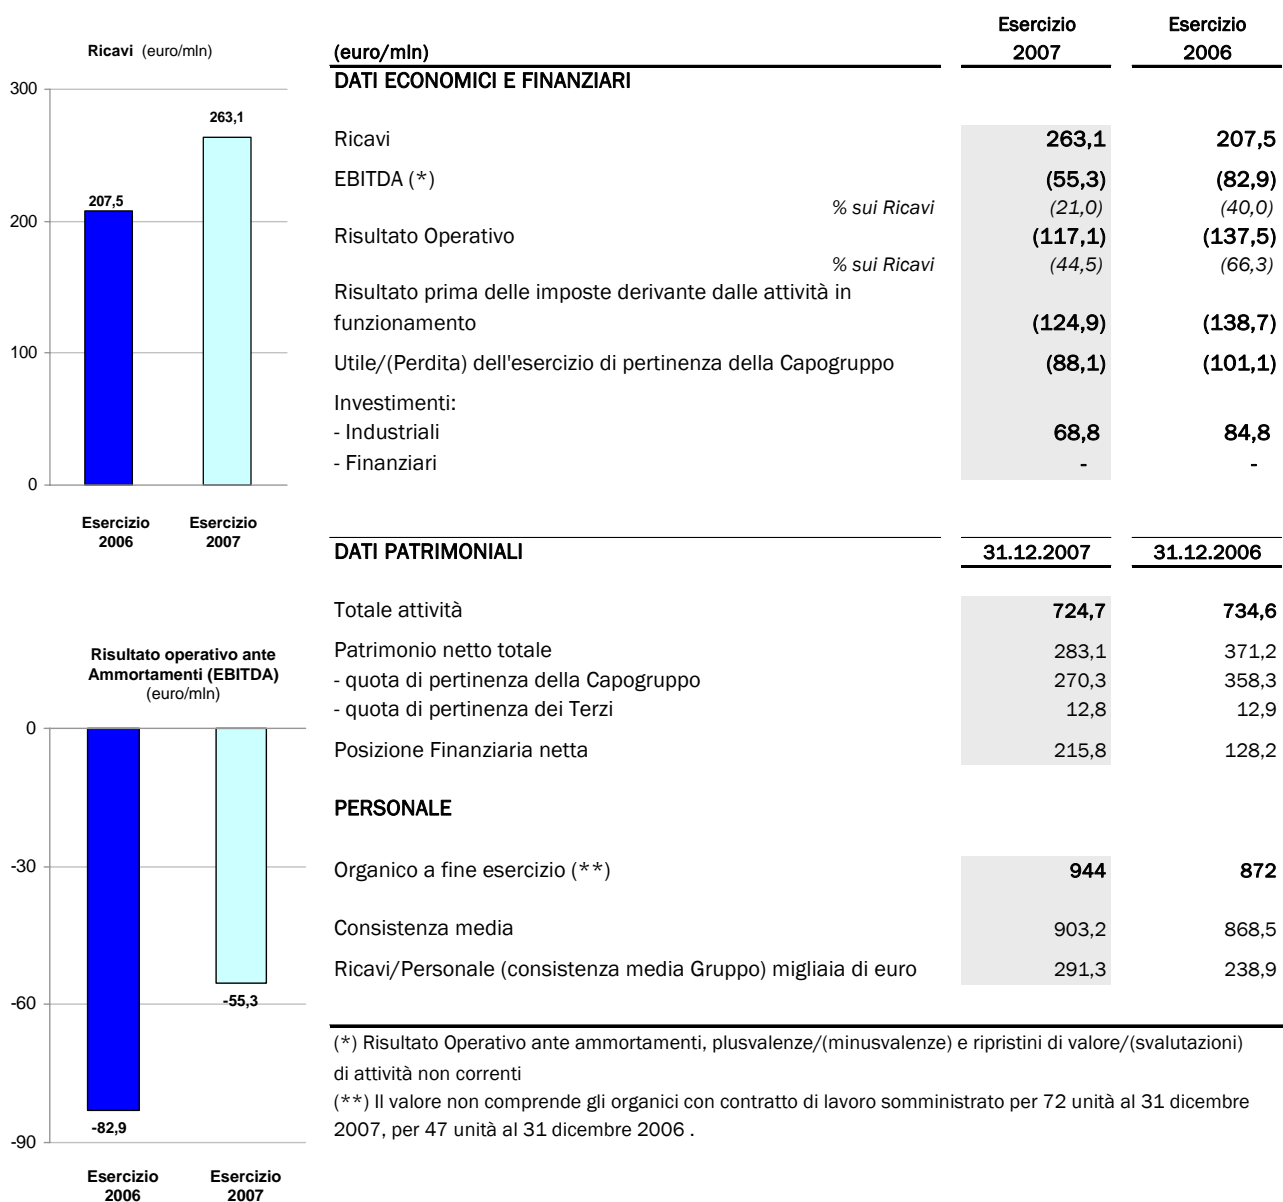 Ricavi (euro/mln)
300
263,1
207,5
200
100
0
Esercizio Esercizio
2006 2007
Risultato operativo ante
Ammortamenti (EBITDA)
(euro/mln)
0
-30
-60
-55,3
-82,9
-90
Esercizio Esercizio
2006 2007
Esercizio Esercizio
(euro/mln) 2007 2006
DATI ECONOMICI E FINANZIARI
Ricavi 263,1 207,5
EBITDA (*) (55,3) (82,9)
% sui Ricavi (21,0) (40,0)
Risultato Operativo (117,1) (137,5)
% sui Ricavi (44,5) (66,3)
Risultato prima delle imposte derivante dalle attività in
funzionamento (124,9) (138,7)
Utile/(Perdita) dell'esercizio di pertinenza della Capogruppo (88,1) (101,1)
Investimenti:
- Industriali 68,8 84,8
- Finanziari - -
DATI PATRIMONIALI 31.12.2007 31.12.2006
Totale attività 724,7 734,6
Patrimonio netto totale 283,1 371,2
- quota di pertinenza della Capogruppo 270,3 358,3
- quota di pertinenza dei Terzi 12,8 12,9
Posizione Finanziaria netta 215,8 128,2
PERSONALE
Organico a fine esercizio (**) 944 872
Consistenza media 903,2 868,5
Ricavi/Personale (consistenza media Gruppo) migliaia di euro 291,3 238,9
(*) Risultato Operativo ante ammortamenti, plusvalenze/(minusvalenze) e ripristini di valore/(svalutazioni)
di attività non correnti
(**) Il valore non comprende gli organici con contratto di lavoro somministrato per 72 unità al 31 dicembre
2007, per 47 unità al 31 dicembre 2006 .